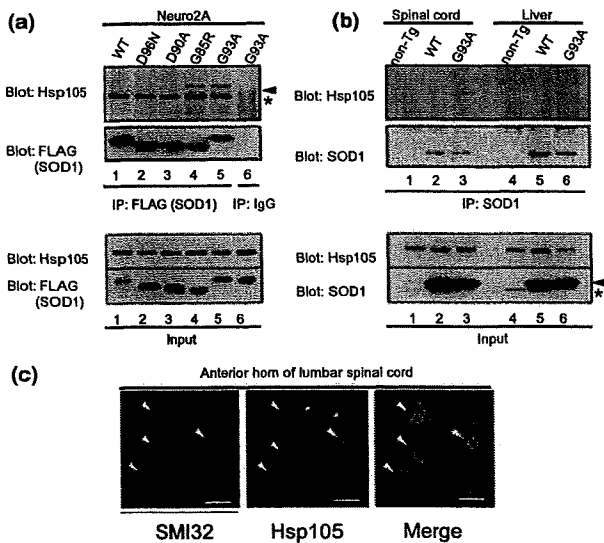 (a)
Neuro2A
WT D96N D90A G85R G93A G93A
Blot: Hsp105
*
Blot: FLAG
(SOD1)
1 2 3 4 5 6
IP: FLAG (SOD1) IP: IgG
Blot: Hsp105
Blot: FLAG
(SOD1)
1 2 3 4 5 6
Input
(b)
Spinal cord Liver
non-Tg WT G93A non-Tg WT G93A
Blot: Hsp105
Blot: SOD1
1 2 3 4 5 6
IP: SOD1
Blot: Hsp105
Blot: SOD1
*
1 2 3 4 5 6
Input
(c)
Anterior horn of lumbar spinal cord
SMI32 Hsp105 Merge